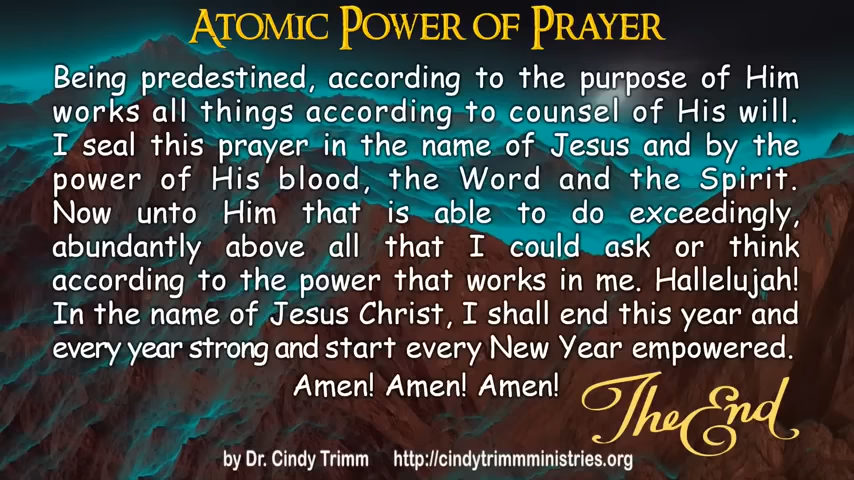 ATOMIC POWER OF PRAYER
Being predestined, according to the purpose of Him
works all things according to counsel of His will.
I seal this prayer in the name of Jesus and by the
power of His blood, the Word and the Spirit.
Now unto Him that is able to do exceedingly,
abundantly above all that I could ask or think
according to the power that works in me. Hallelujah!
In the name of Jesus Christ, I shall end this year and
every year strong and start every New Year empowered.
Amen! Amen! Amen!
The End
by Dr. Cindy Trimm http://cindytrimmministries.org